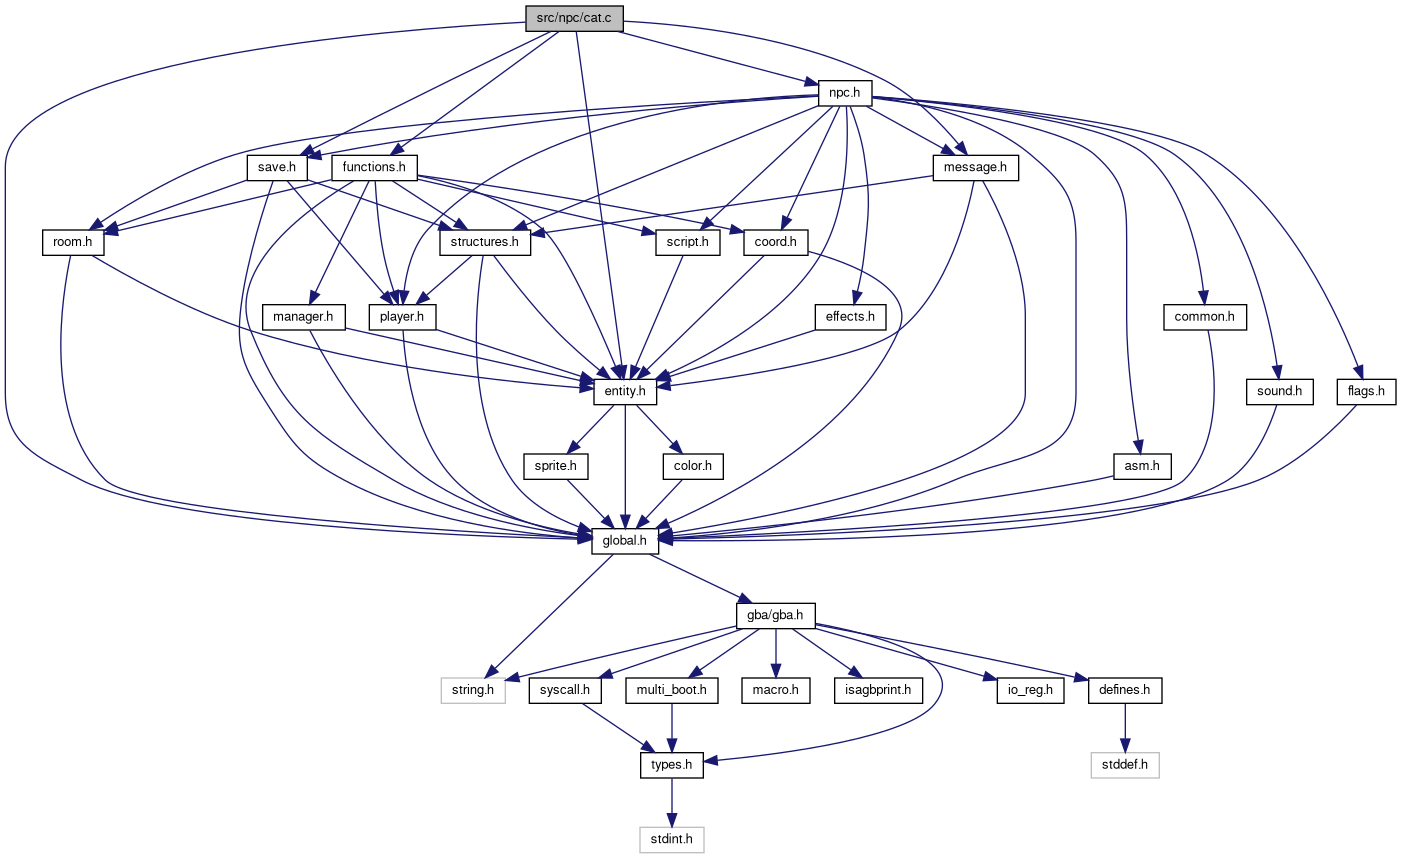 src/npc/cat.c
npc.h
save.h
functions.h
message.h
room.h
structures.h
script.h
coord.h
manager.h
player.h
effects.h
common.h
entity.h
sound.h
flags.h
sprite.h
color.h
asm.h
global.h
gba/gba.h
string.h
syscall.h
multi_boot.h
macro.h
isagbprint.h
io_reg.h
defines.h
types.h
stddef.h
stdint.h